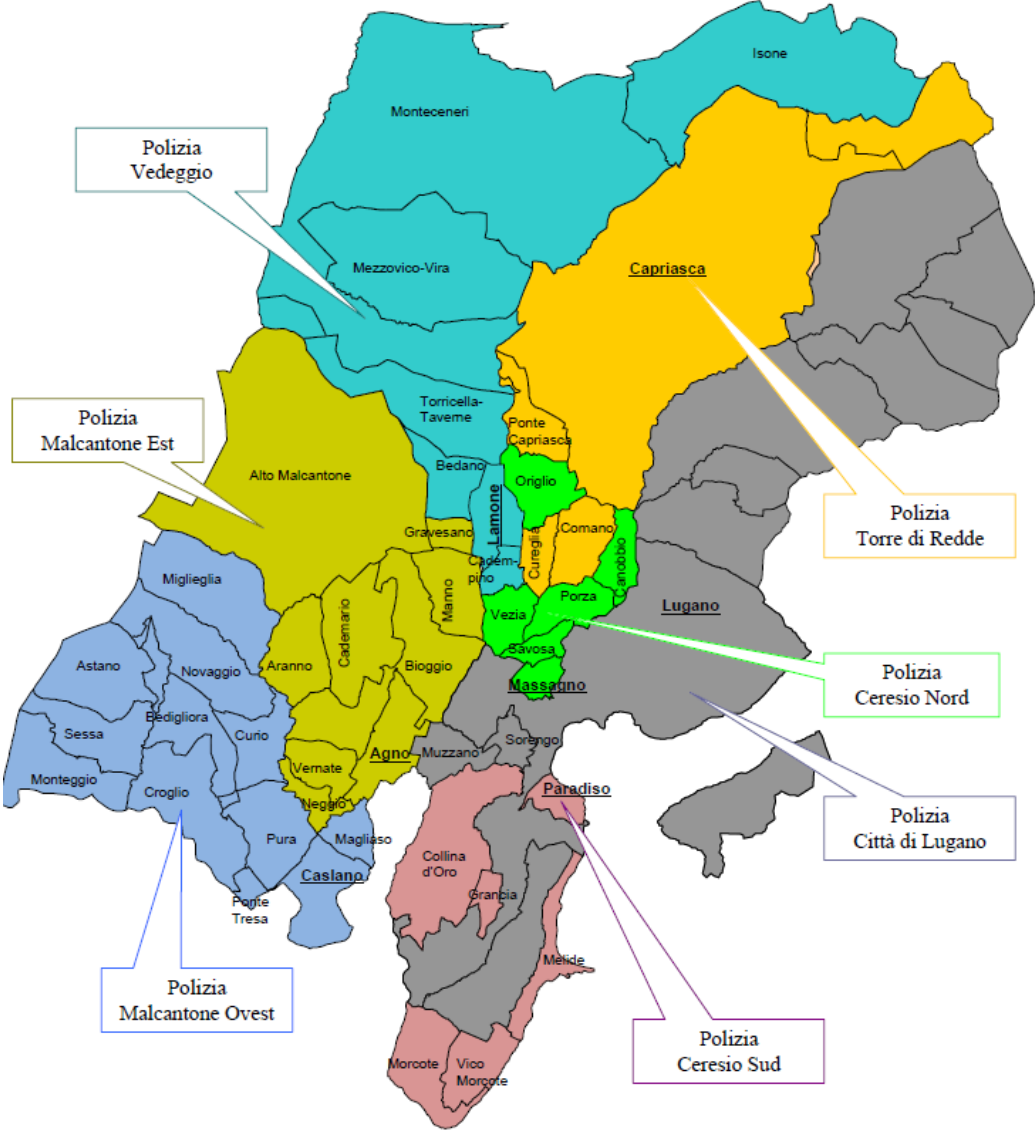 Isone
Monteceneri
Polizia
Vedeggio
Mezzovico-Vira
Capriasca
Torricella-
Taverne
Ponte
Capriasca
Polizia
Malcantone Est
Bedano
Alto Malcantone
Origlio
Lamone
Polizia
Torre di Redde
Gravesano
Comano
Cureglia
Canobbio
Cadem-
pino
Miglieglia
Manno
Porza
Lugano
Vezia
Cademario
Savosa
Astano
Novaggio
Aranno
Bioggio
Massagno
Polizia
Ceresio Nord
Bedigliora
Sessa
Curio
Sorengo
Muzzano
Agno
Vernate
Monteggio
Croglio
Neggio
Paradiso
Polizia
Città di Lugano
Pura
Magliaso
Collina
d'Oro
Caslano
Grancia
Ponte
Tresa
Melide
Polizia
Malcantone Ovest
Polizia
Ceresio Sud
Morcote
Vico
Morcote